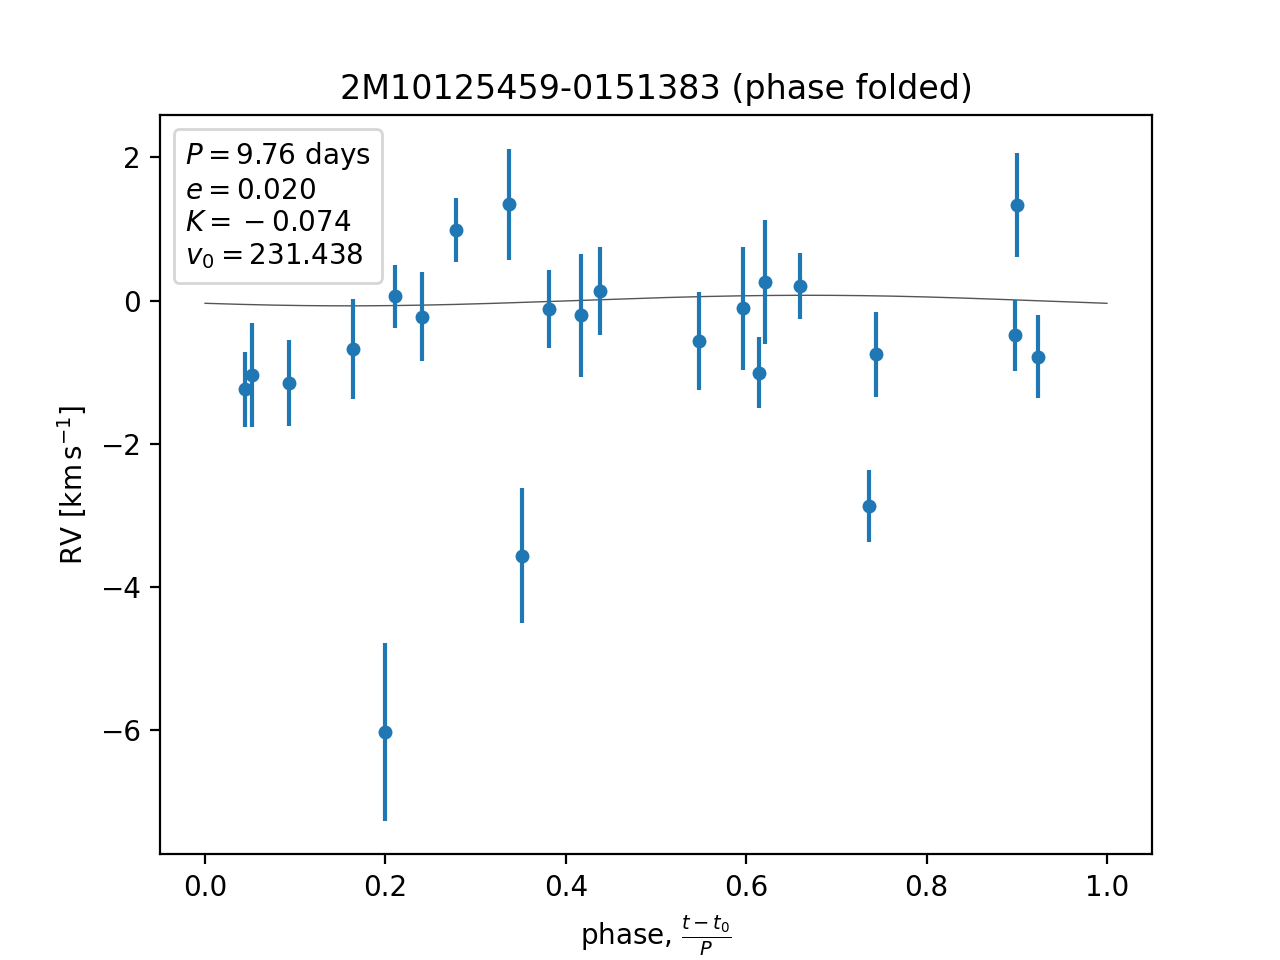 2M10125459-0151383 (phase folded)
P = 9.76 days
e = 0.020
K = −0.074
v₀ = 231.438
RV [km s⁻¹]
2
0
−2
−4
−6
0.0 0.2 0.4 0.6 0.8 1.0
phase, (t − t₀)/P